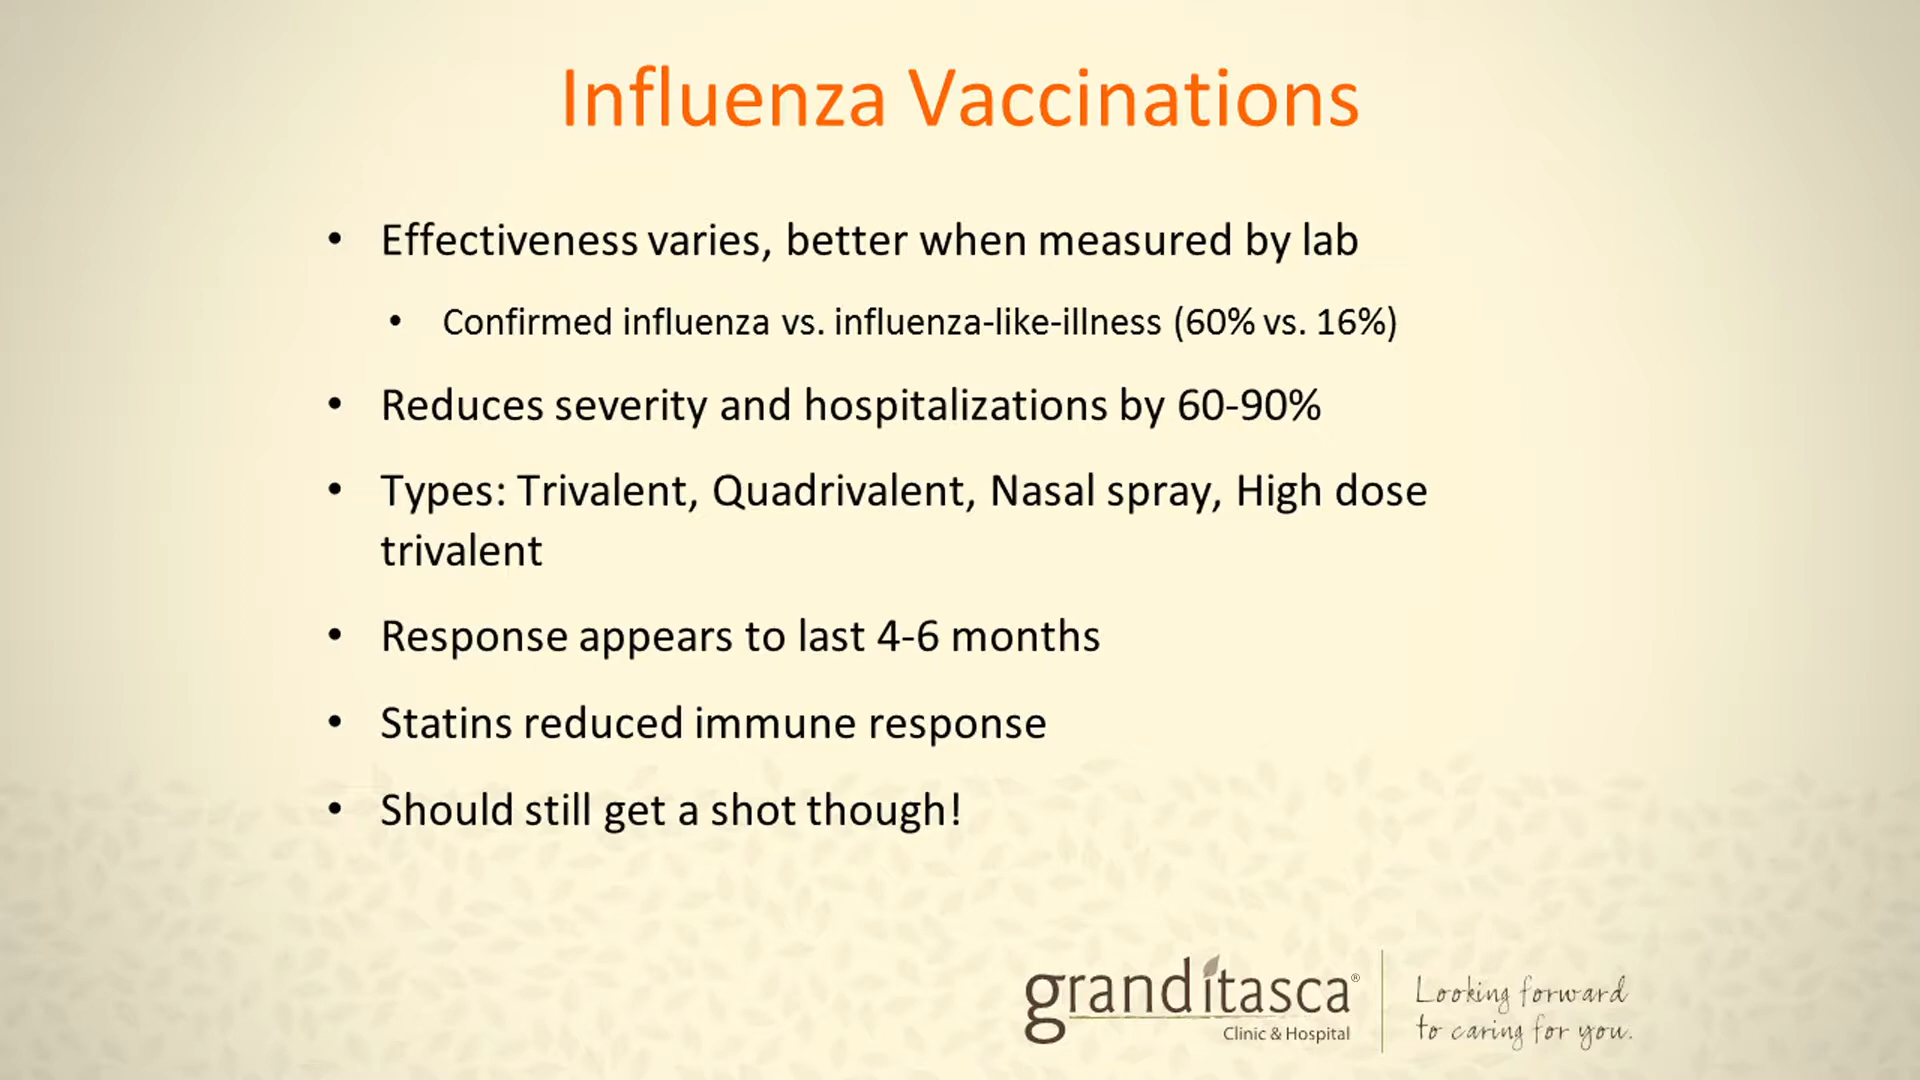 Influenza Vaccinations
• Effectiveness varies, better when measured by lab
• Confirmed influenza vs. influenza-like-illness (60% vs. 16%)
• Reduces severity and hospitalizations by 60-90%
• Types: Trivalent, Quadrivalent, Nasal spray, High dose
trivalent
• Response appears to last 4-6 months
• Statins reduced immune response
• Should still get a shot though!
grand itasca®
Clinic & Hospital
Looking forward
to caring for you.